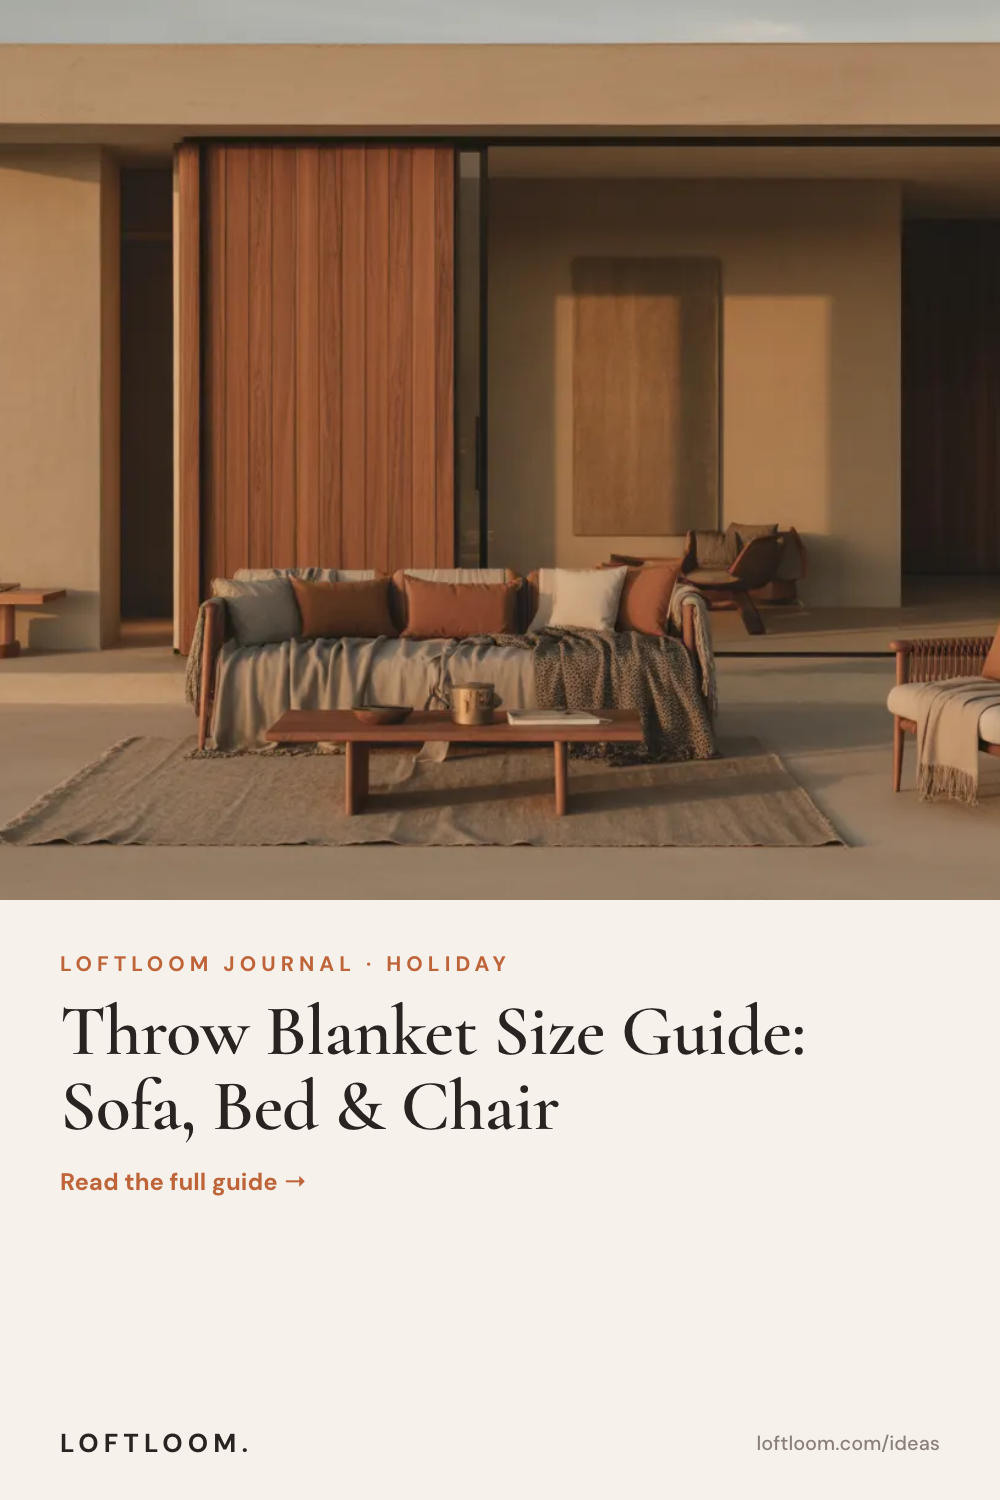 LOFTLOOM JOURNAL · HOLIDAY
Throw Blanket Size Guide:
Sofa, Bed & Chair
Read the full guide →
LOFTLOOM.
loftloom.com/ideas